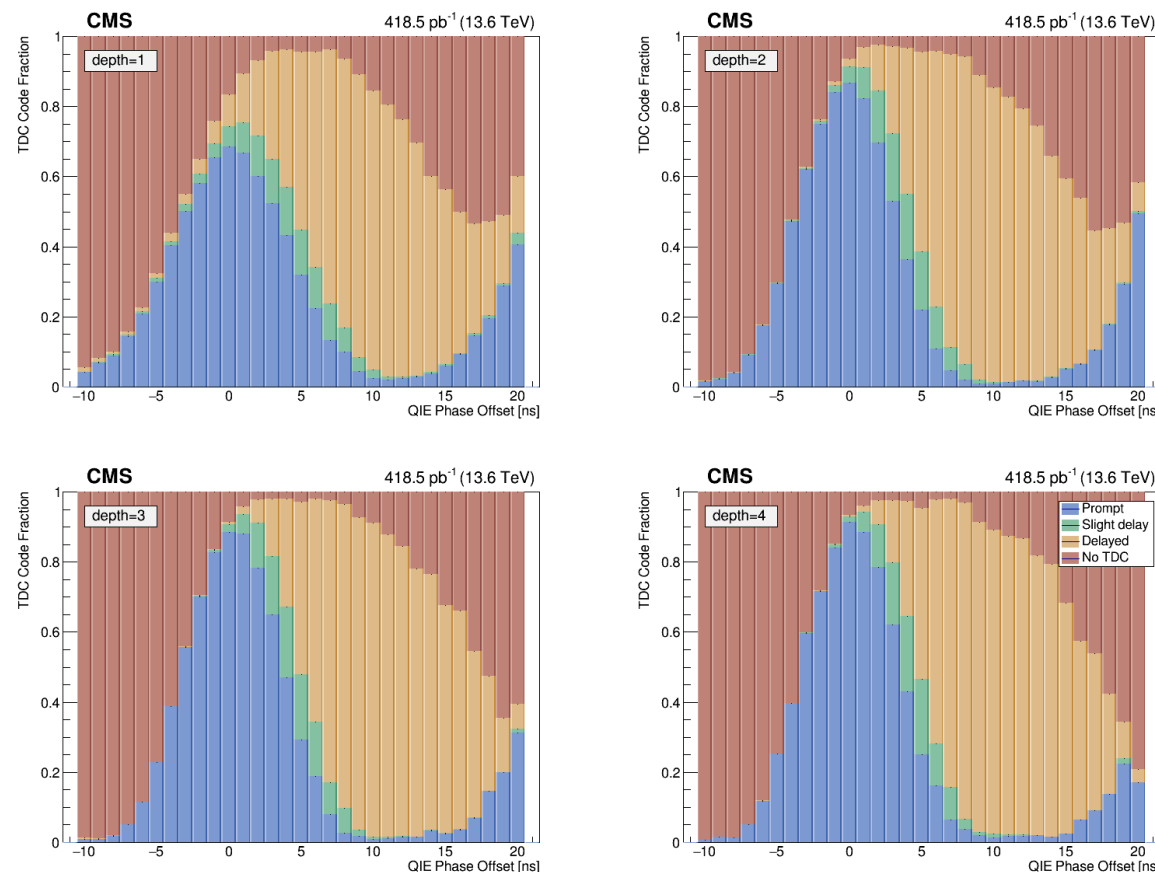 CMS 418.5 pb⁻¹ (13.6 TeV)
depth=1
TDC Code Fraction
1
0.8
0.6
0.4
0.2
0
−10 −5 0 5 10 15 20
QIE Phase Offset [ns]
CMS 418.5 pb⁻¹ (13.6 TeV)
depth=2
TDC Code Fraction
1
0.8
0.6
0.4
0.2
0
−10 −5 0 5 10 15 20
QIE Phase Offset [ns]
CMS 418.5 pb⁻¹ (13.6 TeV)
depth=3
TDC Code Fraction
1
0.8
0.6
0.4
0.2
0
−10 −5 0 5 10 15 20
QIE Phase Offset [ns]
CMS 418.5 pb⁻¹ (13.6 TeV)
depth=4
Prompt
Slight delay
Delayed
No TDC
TDC Code Fraction
1
0.8
0.6
0.4
0.2
0
−10 −5 0 5 10 15 20
QIE Phase Offset [ns]